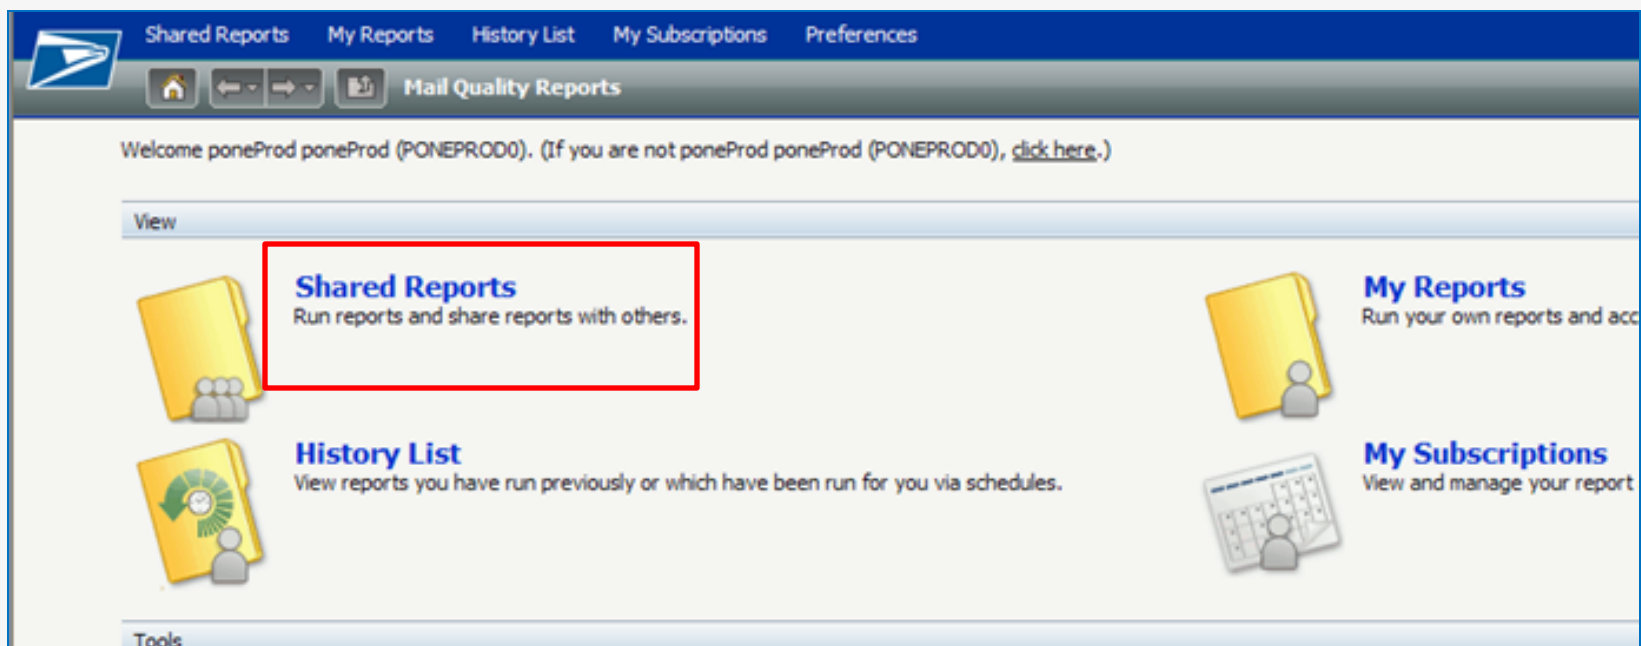 Shared Reports My Reports History List My Subscriptions Preferences
Mail Quality Reports
Welcome poneProd poneProd (PONEPROD0). (If you are not poneProd poneProd (PONEPROD0), click here.)
View
Shared Reports
Run reports and share reports with others.
My Reports
Run your own reports and acc
History List
View reports you have run previously or which have been run for you via schedules.
My Subscriptions
View and manage your report
Tools